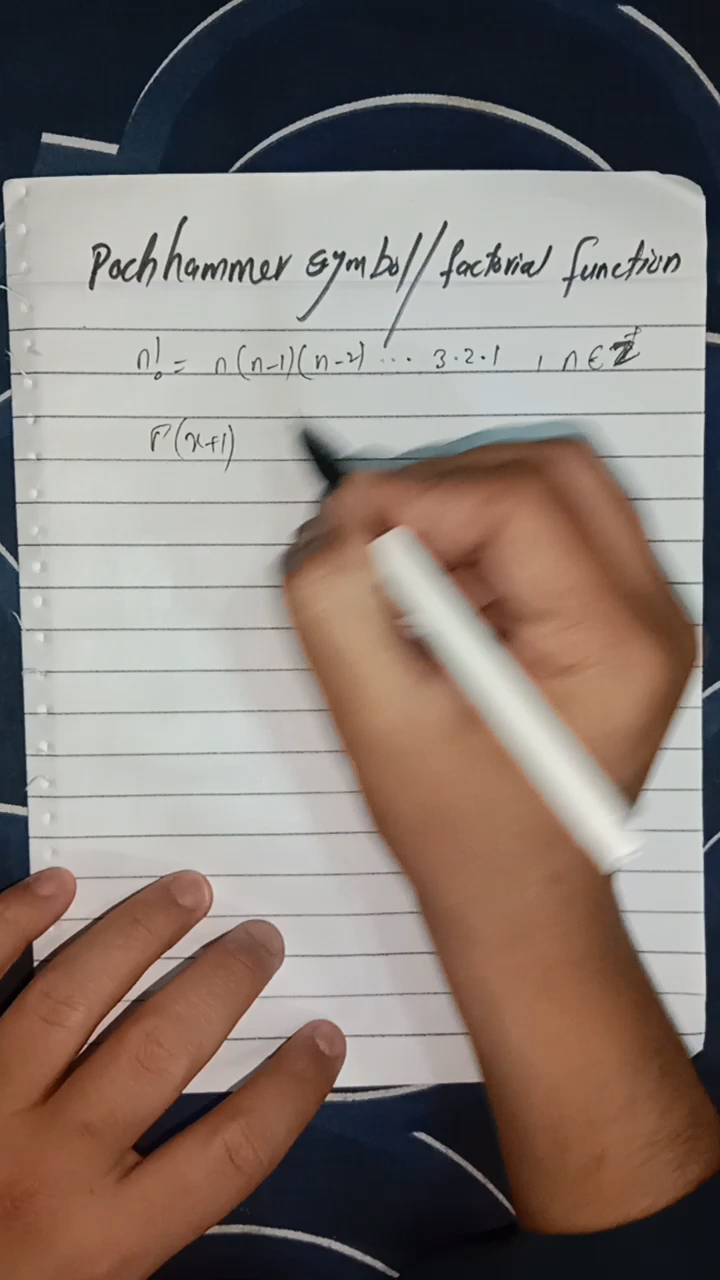 Pochhammer symbol/factorial function
n! = n(n-1)(n-2) ... 3.2.1 , n ∈ Z⁺
Γ(x+1)